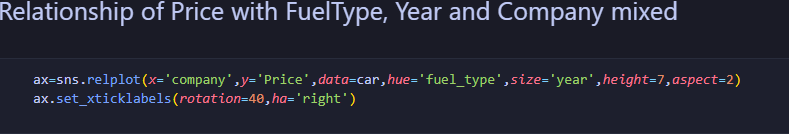 Relationship of Price with FuelType, Year and Company mixed
ax=sns.relplot(x='company',y='Price',data=car,hue='fuel_type',size='year',height=7,aspect=2)
ax.set_xticklabels(rotation=40,ha='right')